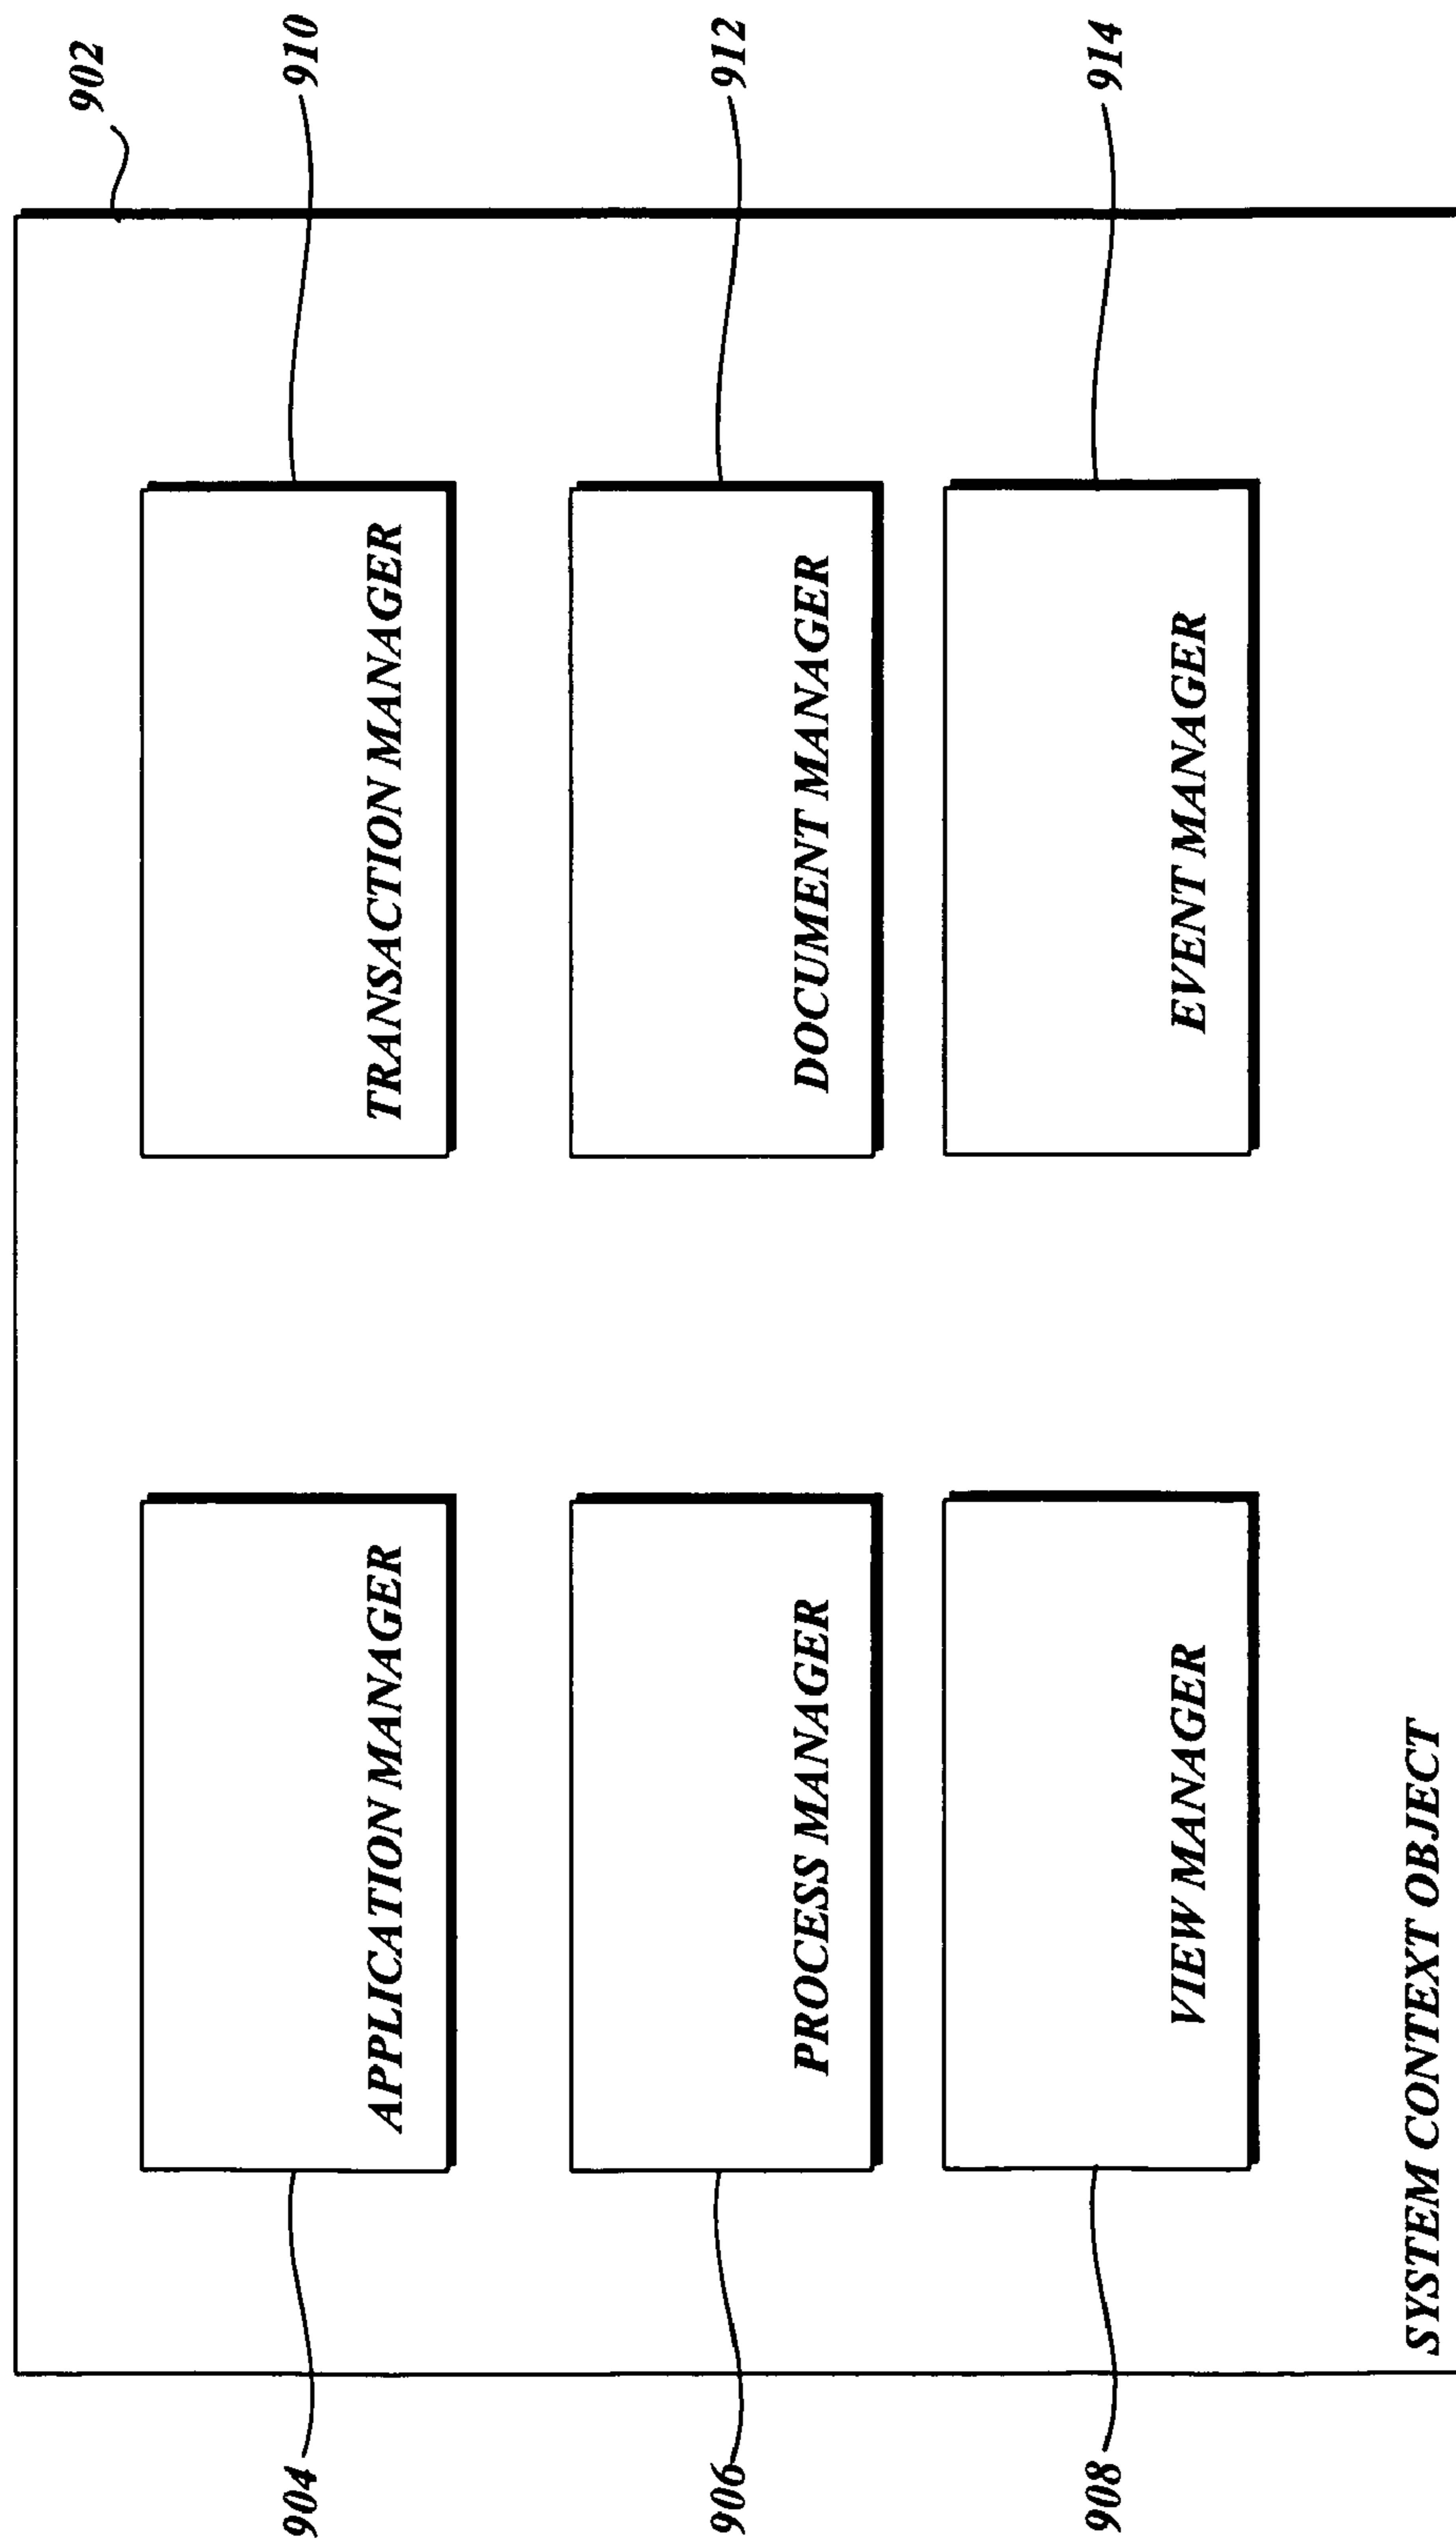 902
904
APPLICATION MANAGER
TRANSACTION MANAGER
910
906
PROCESS MANAGER
DOCUMENT MANAGER
912
908
VIEW MANAGER
EVENT MANAGER
914
SYSTEM CONTEXT OBJECT